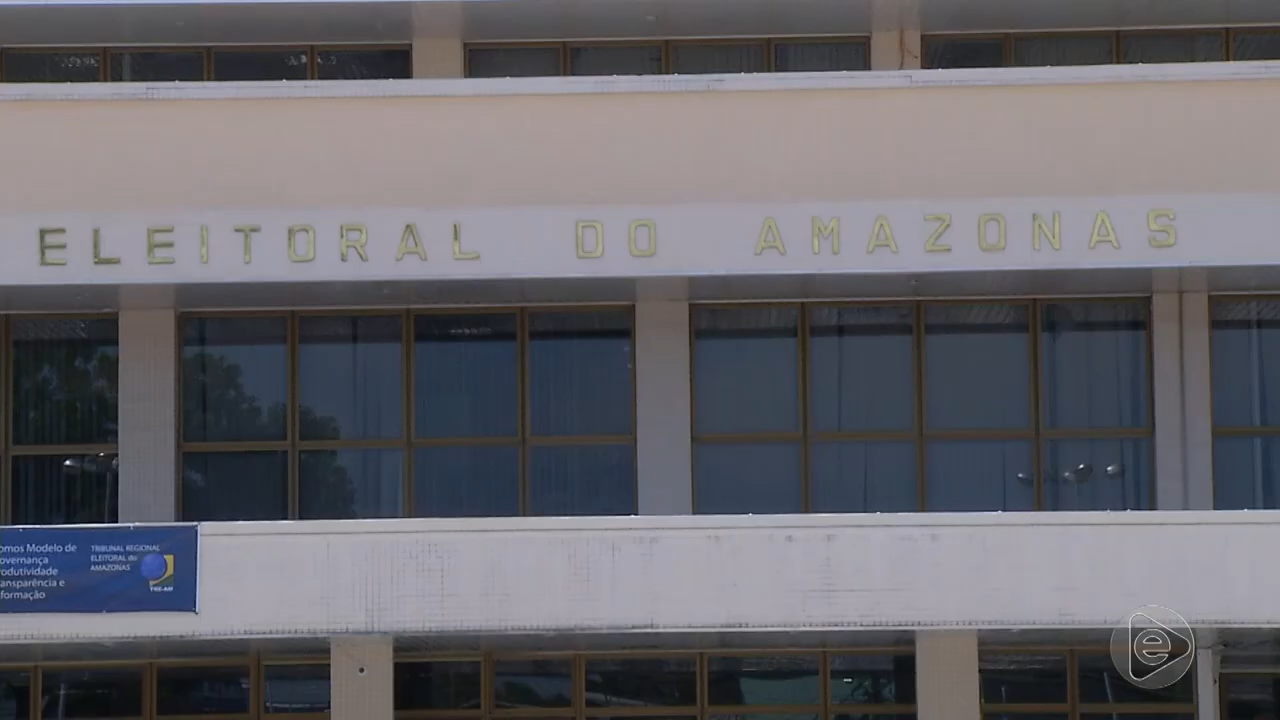 ELEITORAL DO AMAZONAS
omos Modelo de
overnança
rodutividade
ansparência e
formação
TRIBUNAL REGIONAL
ELEITORAL do
AMAZONAS
TRE-AM
e